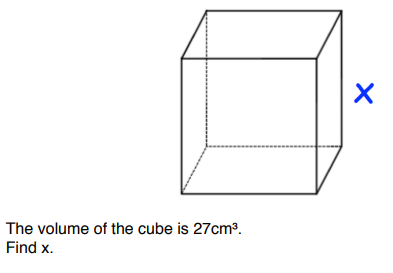 X
The volume of the cube is 27cm³.
Find x.